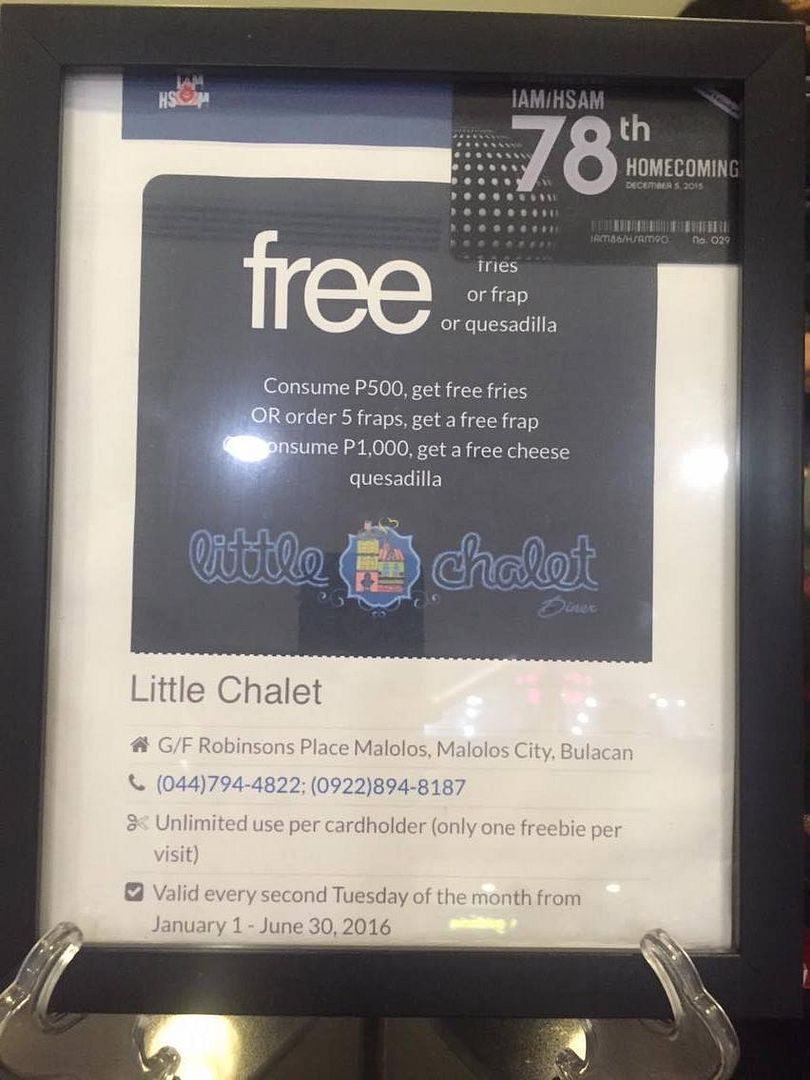 I AM
HSAM
IAM/HSAM
78th
HOMECOMING
DECEMBER 5, 2015
IAM86/HSAM90 No. 029
free
fries
or frap
or quesadilla
Consume P500, get free fries
OR order 5 fraps, get a free frap
onsume P1,000, get a free cheese
quesadilla
little chalet
Diner
Little Chalet
G/F Robinsons Place Malolos, Malolos City, Bulacan
(044)794-4822; (0922)894-8187
Unlimited use per cardholder (only one freebie per
visit)
Valid every second Tuesday of the month from
January 1 - June 30, 2016